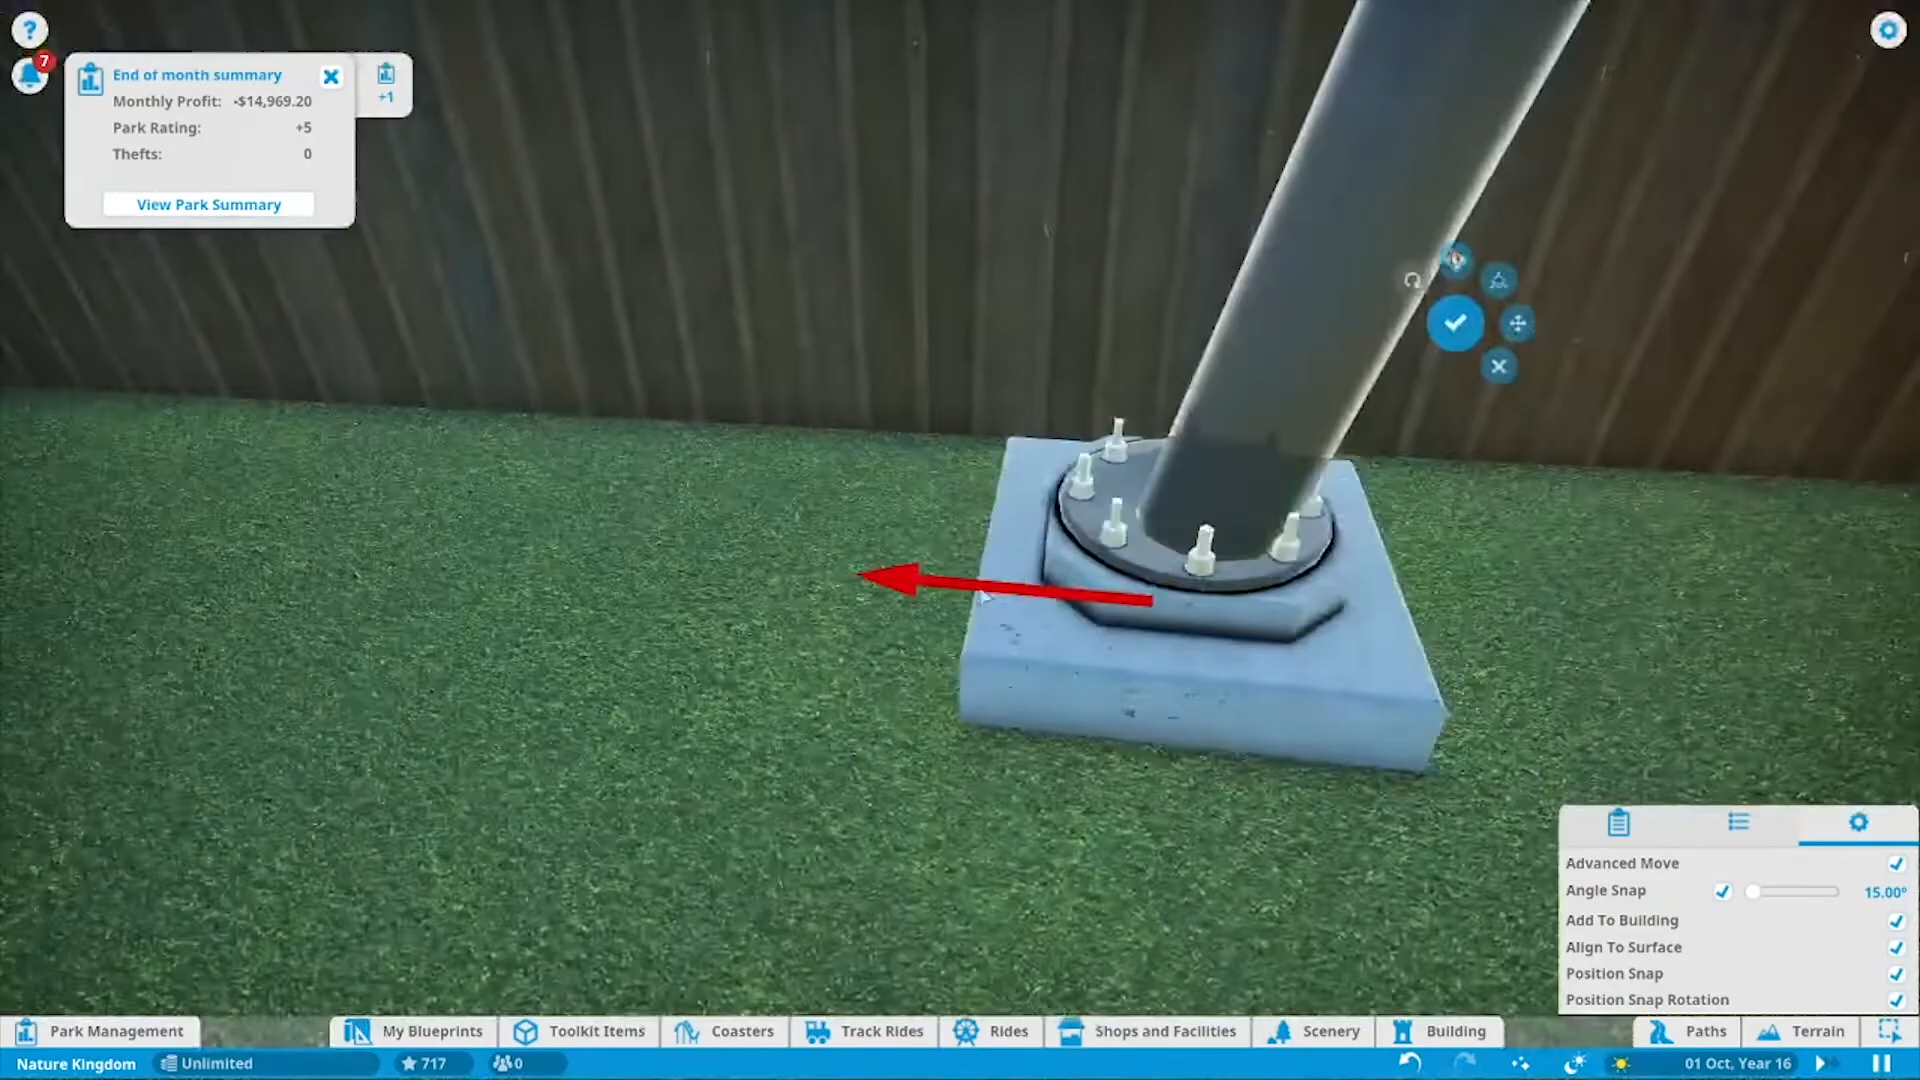 ?
7
End of month summary
Monthly Profit: -$14,969.20
Park Rating: +5
Thefts: 0
View Park Summary
+1
Advanced Move
Angle Snap 15.00°
Add To Building
Align To Surface
Position Snap
Position Snap Rotation
Park Management My Blueprints Toolkit Items Coasters Track Rides Rides Shops and Facilities Scenery Building Paths Terrain
Nature Kingdom Unlimited 717 0 01 Oct, Year 16